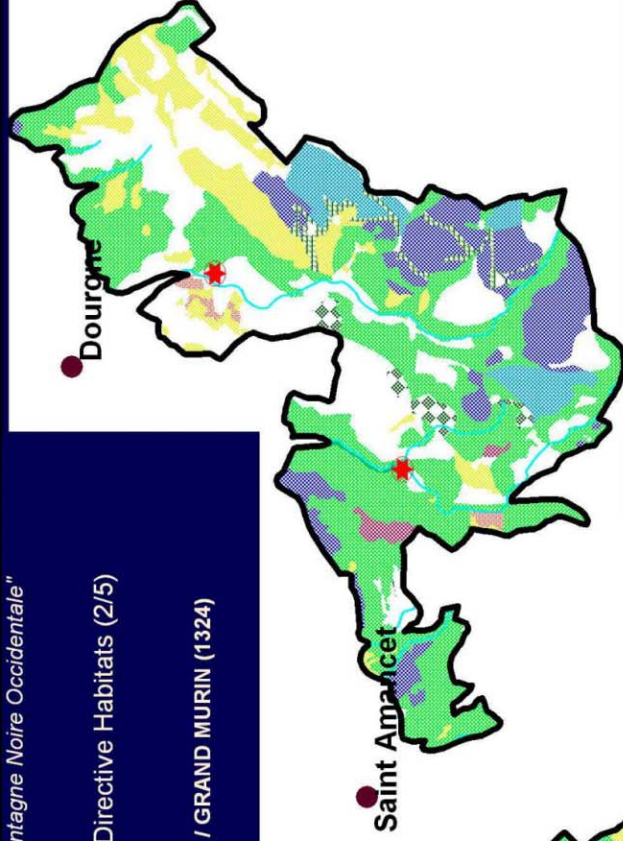 ntagne Noire Occidentale"
Directive Habitats (2/5)
/ GRAND MURIN (1324)
Dourgne
Saint Amancet